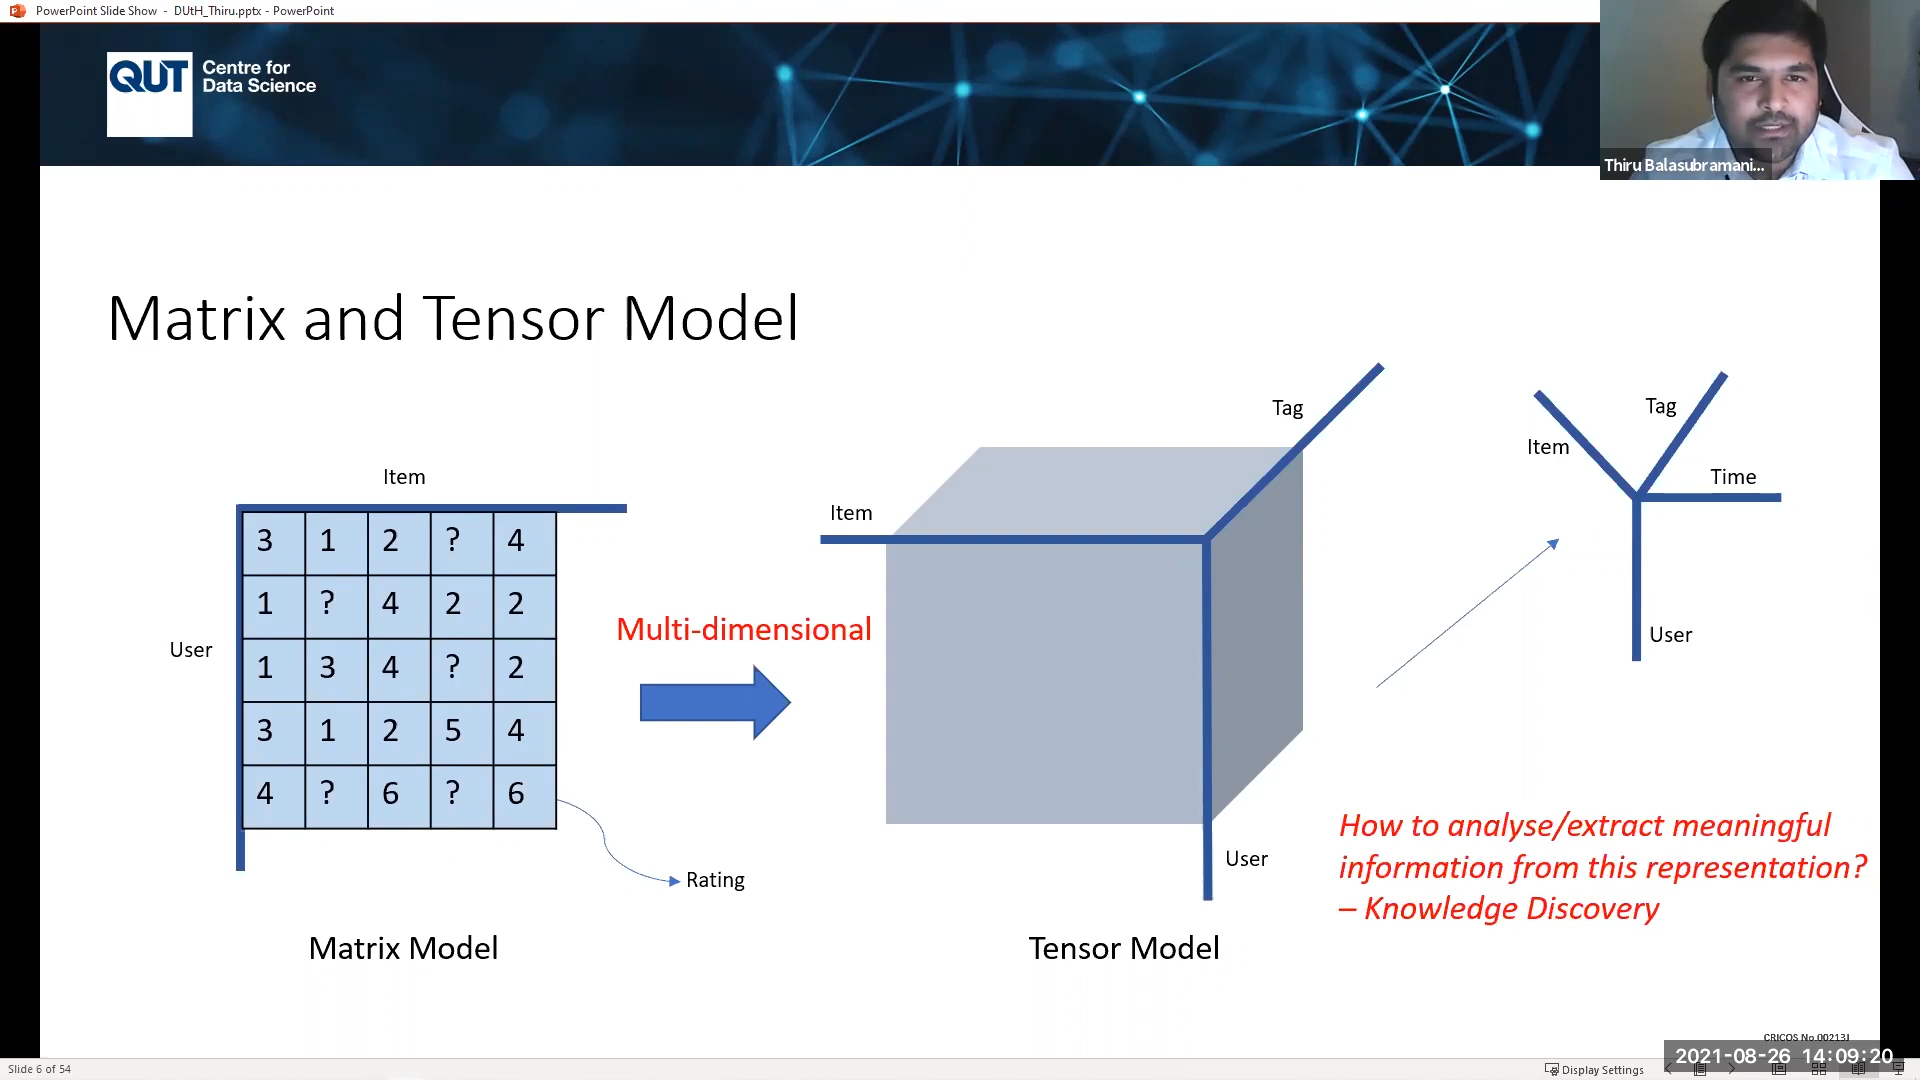 PowerPoint Slide Show - DUtH_Thiru.pptx - PowerPoint
QUT
Centre for
Data Science
Thiru Balasubramani...
Matrix and Tensor Model
Item
User
3 1 2 ? 4
1 ? 4 2 2
1 3 4 ? 2
3 1 2 5 4
4 ? 6 ? 6
Rating
Matrix Model
Multi-dimensional
Tag
Item
User
Tensor Model
Tag
Item
Time
User
How to analyse/extract meaningful
information from this representation?
– Knowledge Discovery
CRICOS No.00213J
2021-08-26 14:09:20
Slide 6 of 54
Display Settings